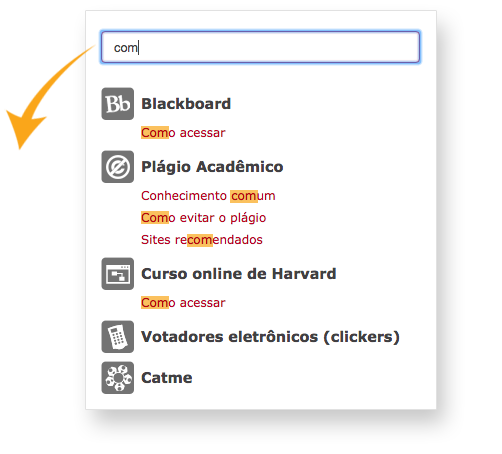 com
Bb
Blackboard
Como acessar
Plágio Acadêmico
Conhecimento comum
Como evitar o plágio
Sites recomendados
Curso online de Harvard
Como acessar
Votadores eletrônicos (clickers)
Catme